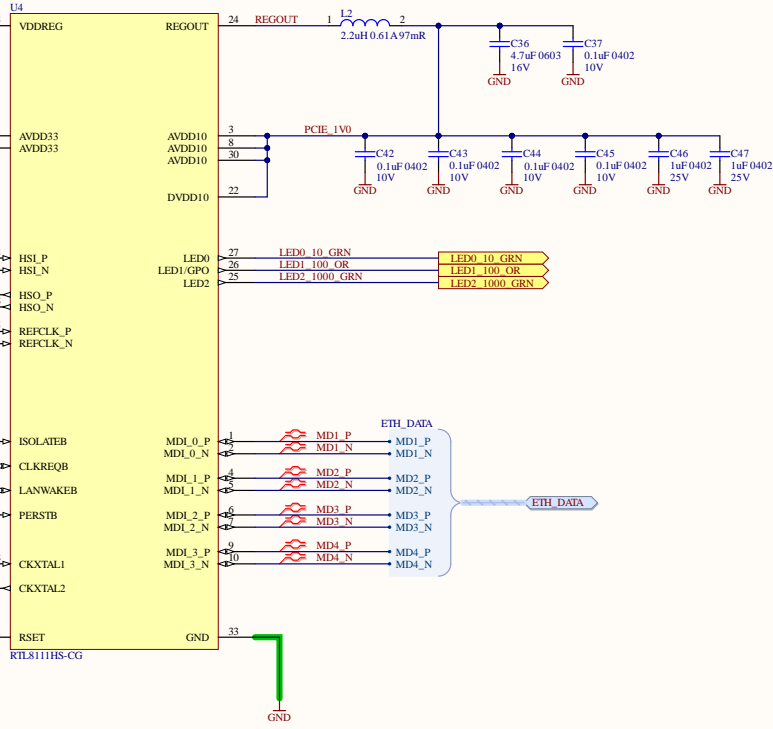 U4
VDDREG
REGOUT
24
REGOUT
1
L2
2
2.2uH 0.61A 97mR
C36
4.7uF 0603
16V
GND
C37
0.1uF 0402
10V
GND
AVDD33
AVDD33
AVDD10
AVDD10
AVDD10
DVDD10
3
8
30
22
PCIE_1V0
C42
0.1uF 0402
10V
GND
C43
0.1uF 0402
10V
GND
C44
0.1uF 0402
10V
GND
C45
0.1uF 0402
10V
GND
C46
1uF 0402
25V
GND
C47
1uF 0402
25V
GND
HSI_P
HSI_N
HSO_P
HSO_N
REFCLK_P
REFCLK_N
LED0
LED1/GPO
LED2
27
26
25
LED0_10_GRN
LED1_100_OR
LED2_1000_GRN
LED0_10_GRN
LED1_100_OR
LED2_1000_GRN
ISOLATEB
CLKREQB
LANWAKEB
PERSTB
CKXTAL1
CKXTAL2
RSET
MDI_0_P
MDI_0_N
MDI_1_P
MDI_1_N
MDI_2_P
MDI_2_N
MDI_3_P
MDI_3_N
GND
1
2
4
5
6
7
9
10
33
MD1_P
MD1_N
MD2_P
MD2_N
MD3_P
MD3_N
MD4_P
MD4_N
ETH_DATA
MD1_P
MD1_N
MD2_P
MD2_N
MD3_P
MD3_N
MD4_P
MD4_N
ETH_DATA
RTL8111HS-CG
GND